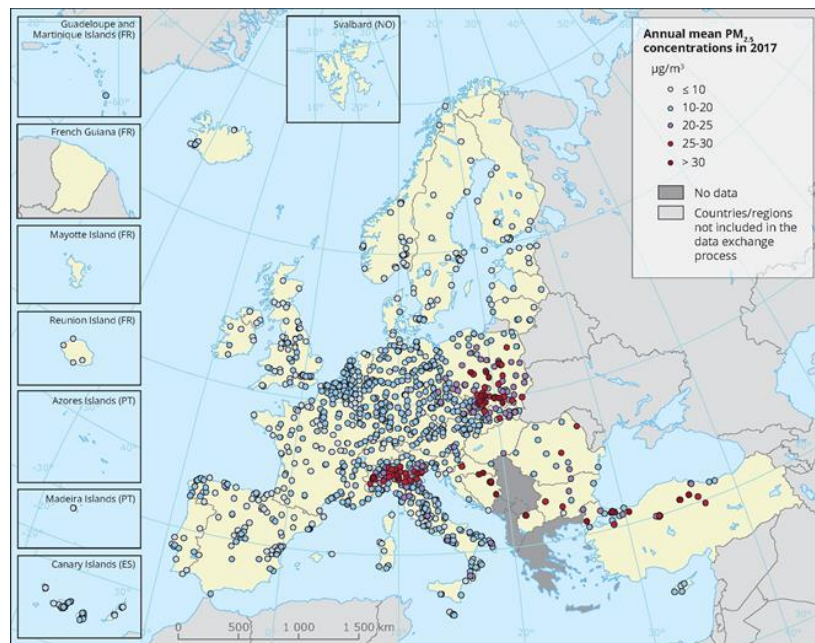 Guadeloupe and
Martinique Islands (FR)
-60°
French Guiana (FR)
Mayotte Island (FR)
Reunion Island (FR)
Azores Islands (PT)
-30°
Madeira Islands (PT)
Canary Islands (ES)
Svalbard (NO)
Annual mean PM2.5
concentrations in 2017
µg/m³
≤ 10
10-20
20-25
25-30
> 30
No data
Countries/regions
not included in the
data exchange
process
0 500 1 000 1 500 km